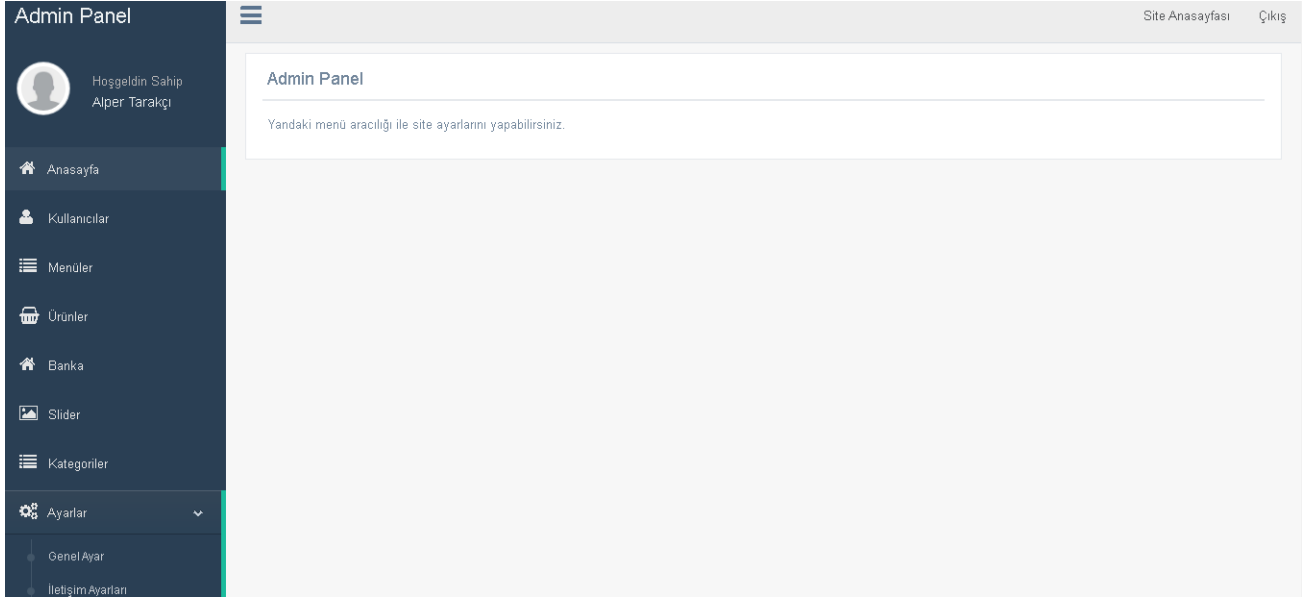 Admin Panel
Site Anasayfası Çıkış
Hoşgeldin Sahip
Alper Tarakçı
Admin Panel
Yandaki menü aracılığı ile site ayarlarını yapabilirsiniz.
Anasayfa
Kullanıcılar
Menüler
Ürünler
Banka
Slider
Kategoriler
Ayarlar
Genel Ayar
İletişim Ayarları